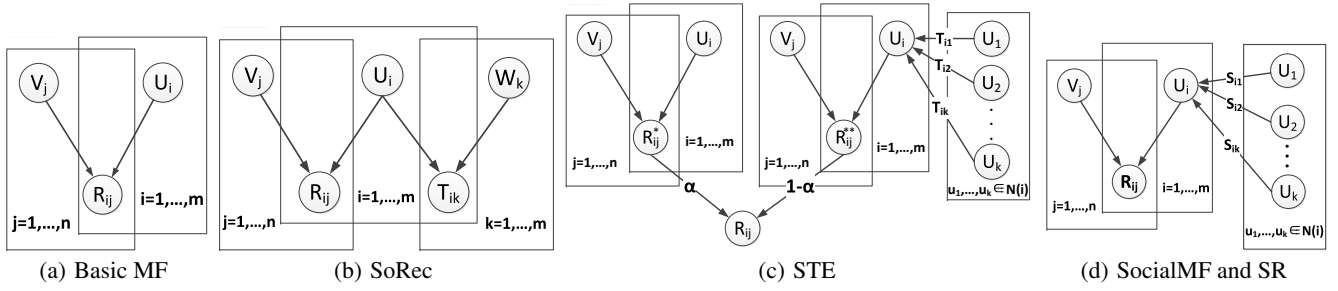 V_j U_i
R_ij
j=1,...,n i=1,...,m
(a) Basic MF
V_j U_i W_k
R_ij T_ik
j=1,...,n i=1,...,m k=1,...,m
(b) SoRec
V_j U_i V_j U_i T_i1 U_1
T_i2 U_2
T_ik
R_ij^* R_ij^** U_k
j=1,...,n i=1,...,m j=1,...,n i=1,...,m
u_1,...,u_k ∈ N(i)
α 1-α
R_ij
(c) STE
V_j U_i S_i1 U_1
S_i2 U_2
S_ik
R_ij U_k
j=1,...,n i=1,...,m
u_1,...,u_k ∈ N(i)
(d) SocialMF and SR